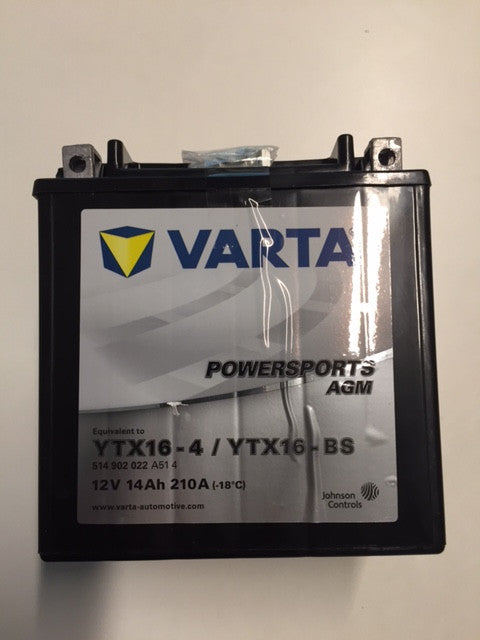 VARTA
POWERSPORTS
AGM
Equivalent to
YTX16-4 / YTX16-BS
514 902 022 A51 4
12V 14Ah 210A (-18°C)
www.varta-automotive.com
Johnson
Controls